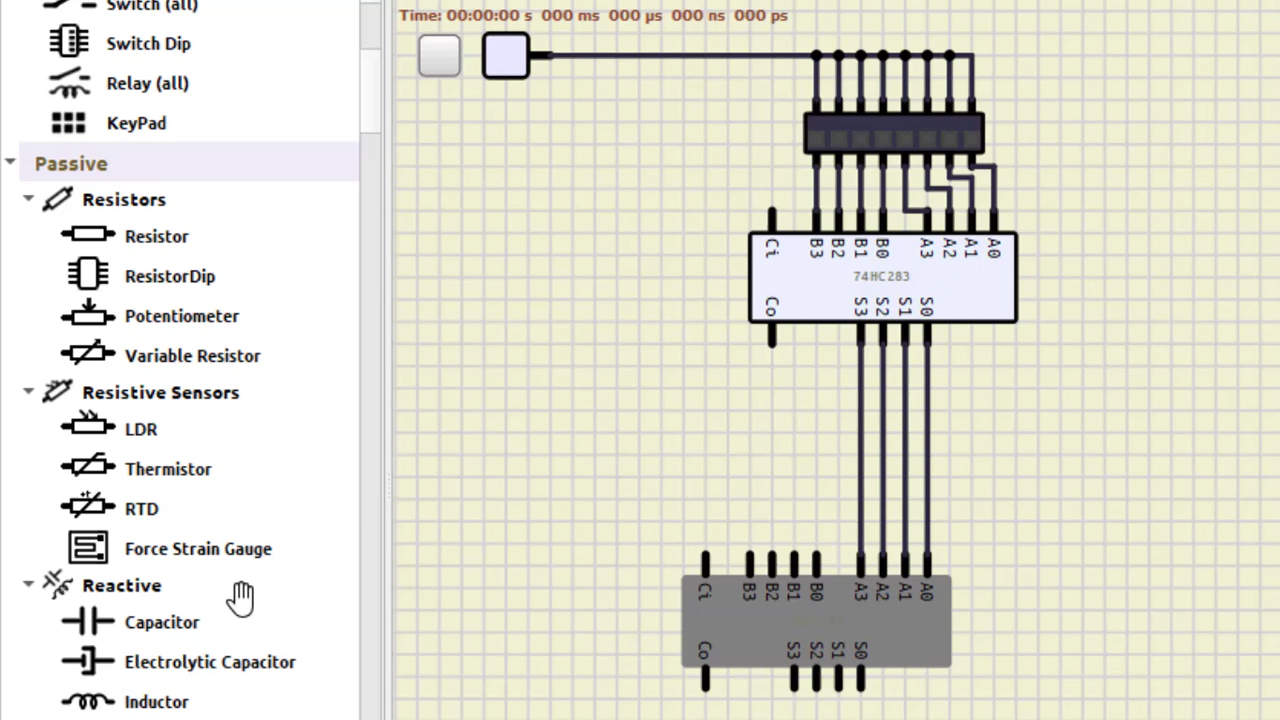 Switch (all)
Switch Dip
Relay (all)
KeyPad
Passive
Resistors
Resistor
ResistorDip
Potentiometer
Variable Resistor
Resistive Sensors
LDR
Thermistor
RTD
Force Strain Gauge
Reactive
Capacitor
Electrolytic Capacitor
Inductor
Time: 00:00:00 s 000 ms 000 µs 000 ns 000 ps
Ci B3 B2 B1 B0 A3 A2 A1 A0
74HC283
Co S3 S2 S1 S0
Ci B3 B2 B1 B0 A3 A2 A1 A0
Co S3 S2 S1 S0